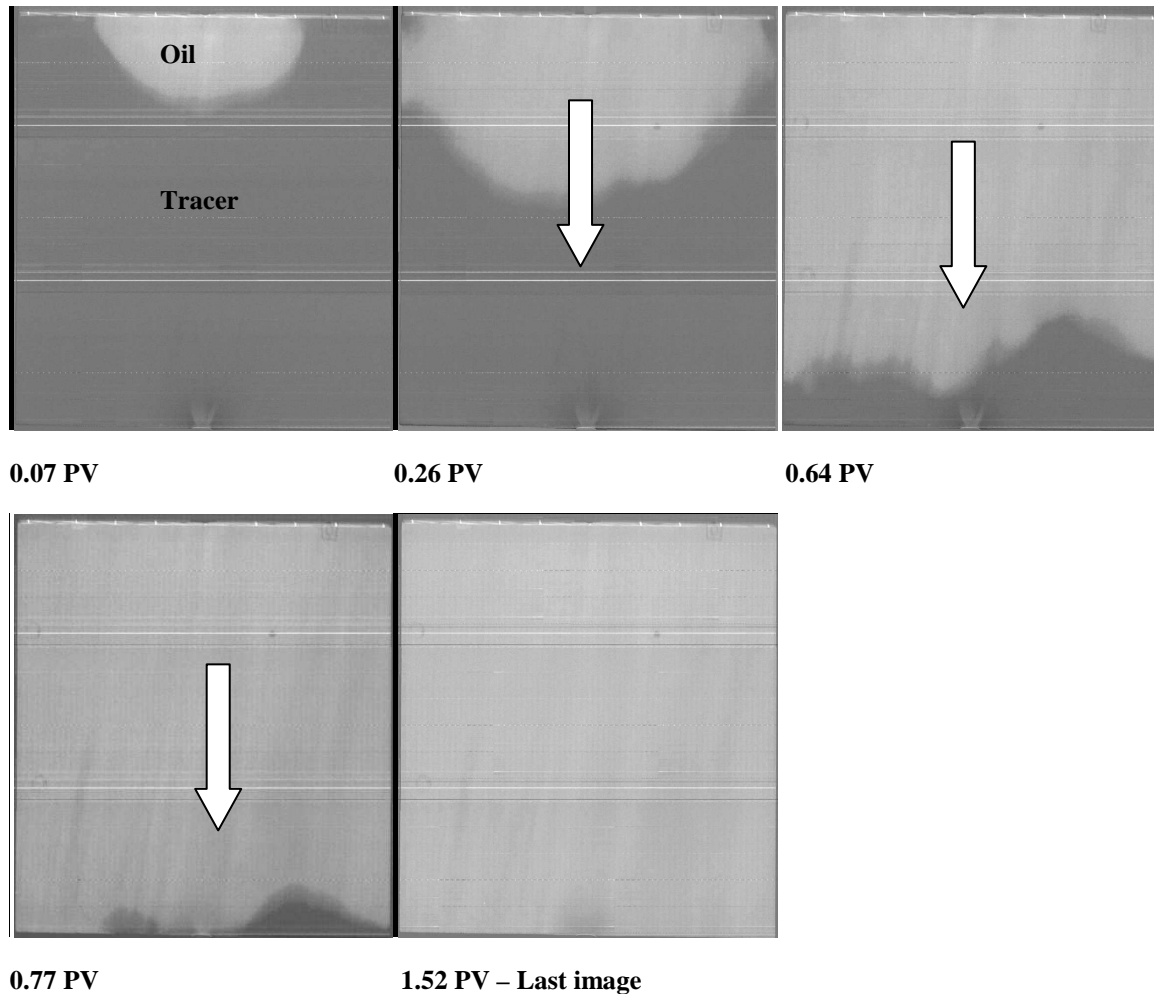 Oil
Tracer
0.07 PV
0.26 PV
0.64 PV
0.77 PV
1.52 PV – Last image